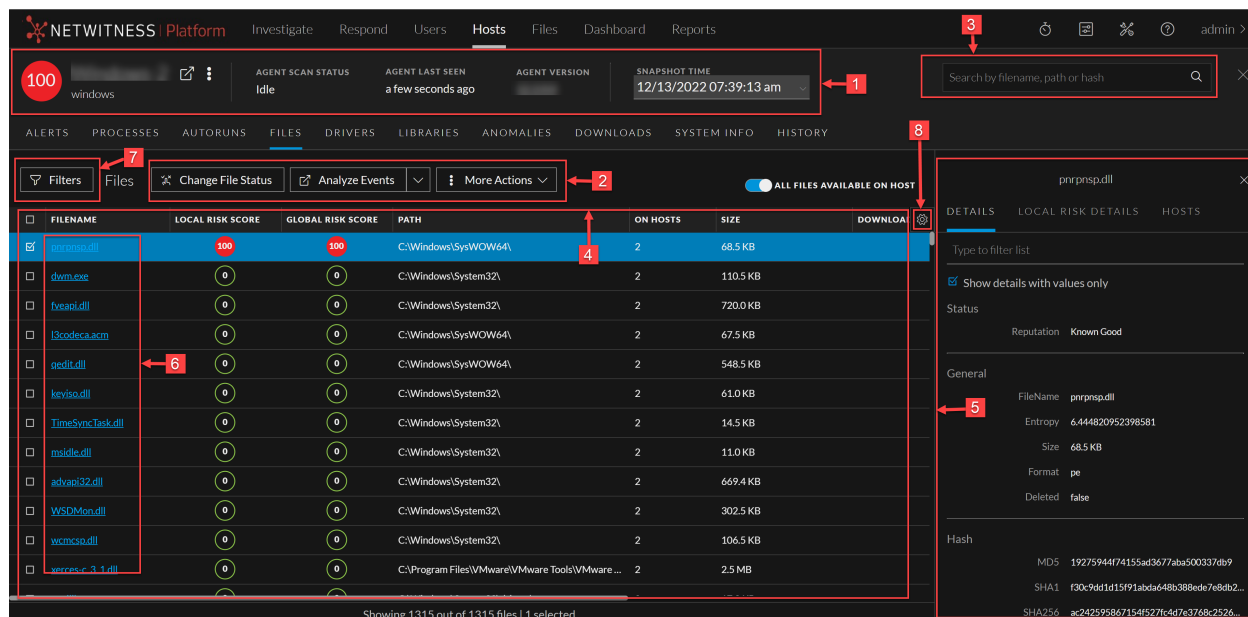 NETWITNESS Platform Investigate Respond Users Hosts Files Dashboard Reports 3 admin >
100 windows AGENT SCAN STATUS Idle AGENT LAST SEEN a few seconds ago AGENT VERSION SNAPSHOT TIME 12/13/2022 07:39:13 am 1 Search by filename, path or hash
ALERTS PROCESSES AUTORUNS FILES DRIVERS LIBRARIES ANOMALIES DOWNLOADS SYSTEM INFO HISTORY 8
7
Filters Files Change File Status Analyze Events More Actions 2 ALL FILES AVAILABLE ON HOST
FILENAME LOCAL RISK SCORE GLOBAL RISK SCORE PATH ON HOSTS SIZE DOWNLOA
4
pnrpnsp.dll 100 100 C:\Windows\SysWOW64\ 2 68.5 KB
dwm.exe 0 0 C:\Windows\System32\ 2 110.5 KB
fveapi.dll 0 0 C:\Windows\System32\ 2 720.0 KB
l3codeca.acm 0 0 C:\Windows\SysWOW64\ 2 67.5 KB
6
qedit.dll 0 0 C:\Windows\SysWOW64\ 2 548.5 KB
keyiso.dll 0 0 C:\Windows\System32\ 2 61.0 KB
TimeSyncTask.dll 0 0 C:\Windows\System32\ 2 14.5 KB
msidle.dll 0 0 C:\Windows\System32\ 2 11.0 KB
advapi32.dll 0 0 C:\Windows\System32\ 2 669.4 KB
WSDMon.dll 0 0 C:\Windows\System32\ 2 302.5 KB
wcmcsp.dll 0 0 C:\Windows\System32\ 2 106.5 KB
xerces-c_3_1.dll 0 0 C:\Program Files\VMware\VMware Tools\VMware ... 2 2.5 MB
Showing 1315 out of 1315 files | 1 selected
pnrpnsp.dll
DETAILS LOCAL RISK DETAILS HOSTS
Type to filter list
Show details with values only
Status
Reputation Known Good
General
FileName pnrpnsp.dll
5
Entropy 6.444820952398581
Size 68.5 KB
Format pe
Deleted false
Hash
MD5 19275944f74155ad3677aba500337db9
SHA1 f30c9dd1d15f91abda648b388ede7e8db2...
SHA256 ac242595867154f527fc4d7e3768c2526...